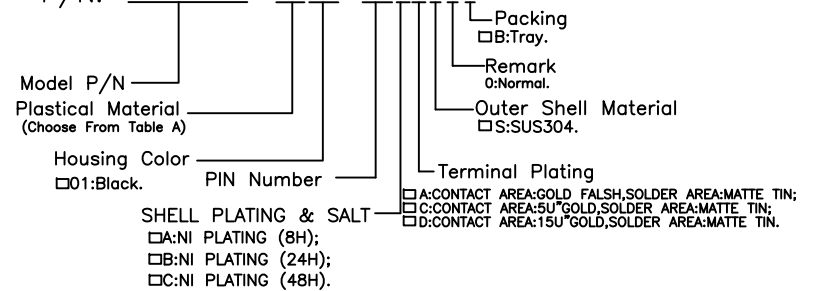 Packing
□B:Tray.
Remark
0:Normal.
Model P/N
Plastical Material
(Choose From Table A)
Outer Shell Material
□S:SUS304.
Housing Color
□01:Black.
PIN Number
Terminal Plating
□A:CONTACT AREA:GOLD FALSH,SOLDER AREA:MATTE TIN;
□C:CONTACT AREA:5U"GOLD,SOLDER AREA:MATTE TIN;
□D:CONTACT AREA:15U"GOLD,SOLDER AREA:MATTE TIN.
SHELL PLATING & SALT
□A:NI PLATING (8H);
□B:NI PLATING (24H);
□C:NI PLATING (48H).